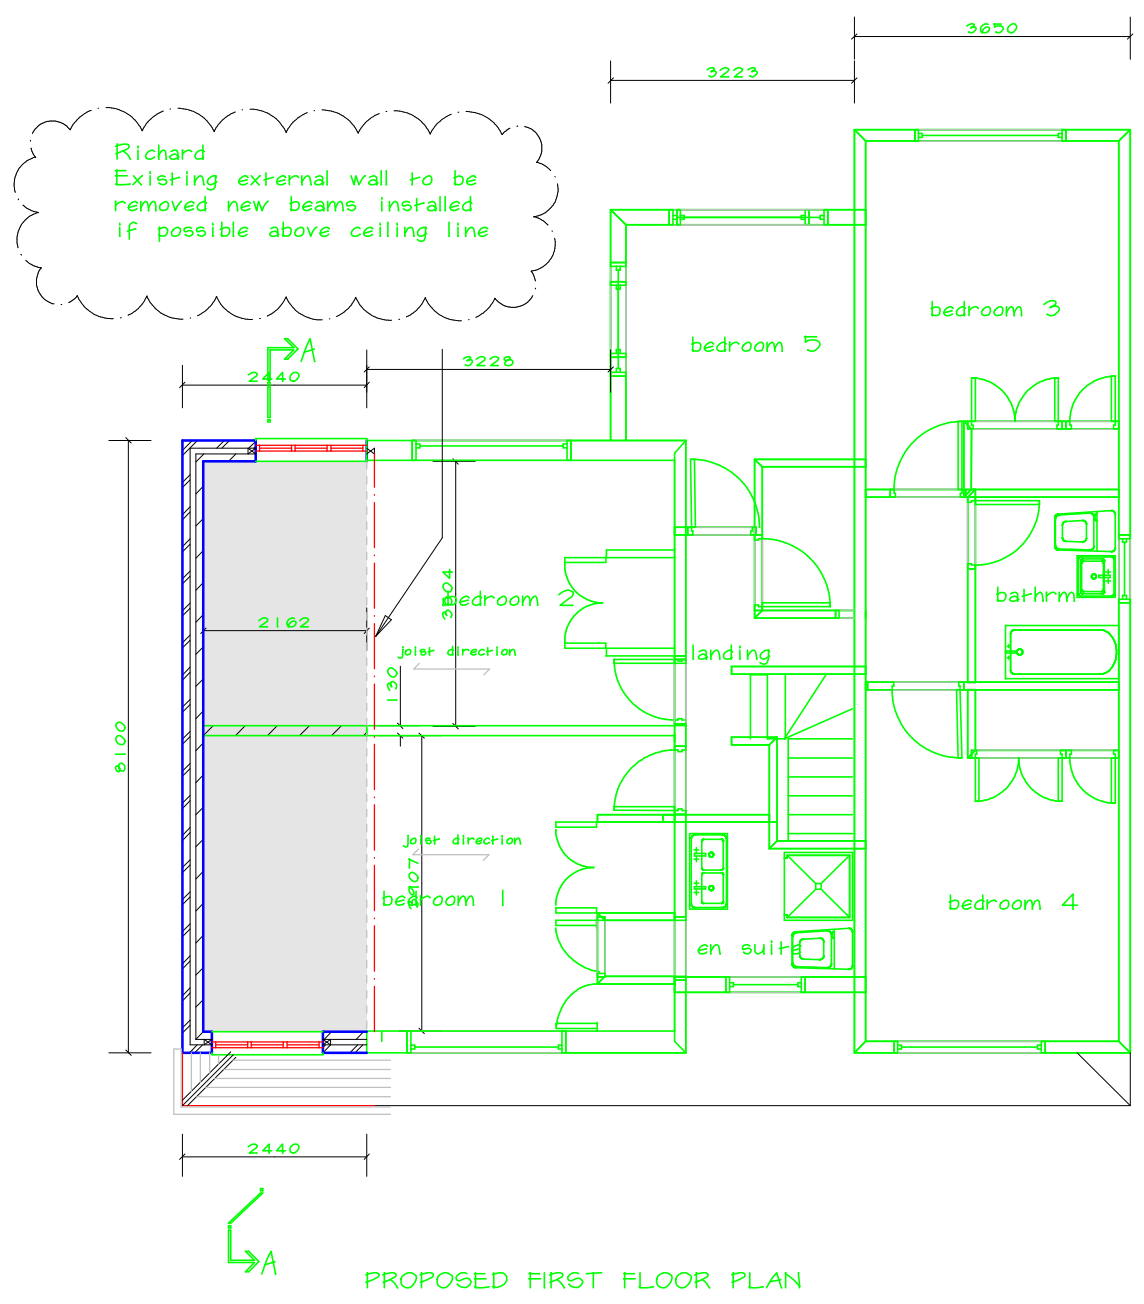 3650
3223
Richard
Existing external wall to be
removed new beams installed
if possible above ceiling line
bedroom 3
bedroom 5
A
3228
2440
bathrm
bedroom 2
2162
joist direction
landing
130
8100
joist direction
bedroom 1
bedroom 4
en suite
2440
A
PROPOSED FIRST FLOOR PLAN